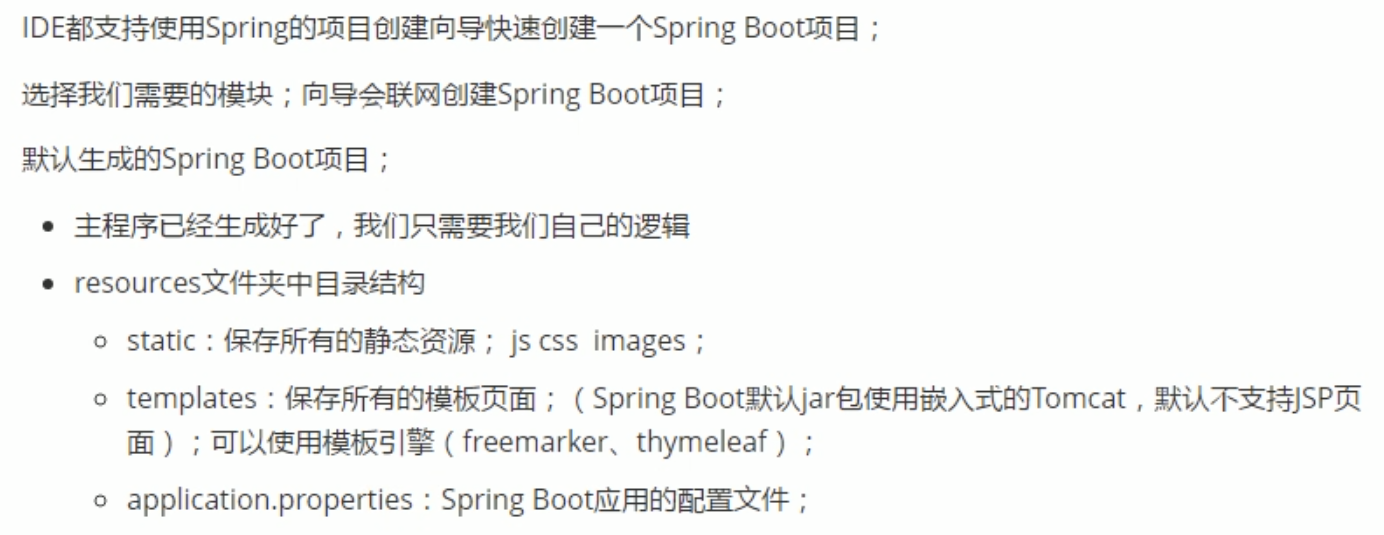 IDE都支持使用Spring的项目创建向导快速创建一个Spring Boot项目；
选择我们需要的模块；向导会联网创建Spring Boot项目；
默认生成的Spring Boot项目；
主程序已经生成好了，我们只需要我们自己的逻辑
resources文件夹中目录结构
static：保存所有的静态资源； js css images；
templates：保存所有的模板页面；（Spring Boot默认jar包使用嵌入式的Tomcat，默认不支持JSP页
面）；可以使用模板引擎（freemarker、thymeleaf）；
application.properties：Spring Boot应用的配置文件；